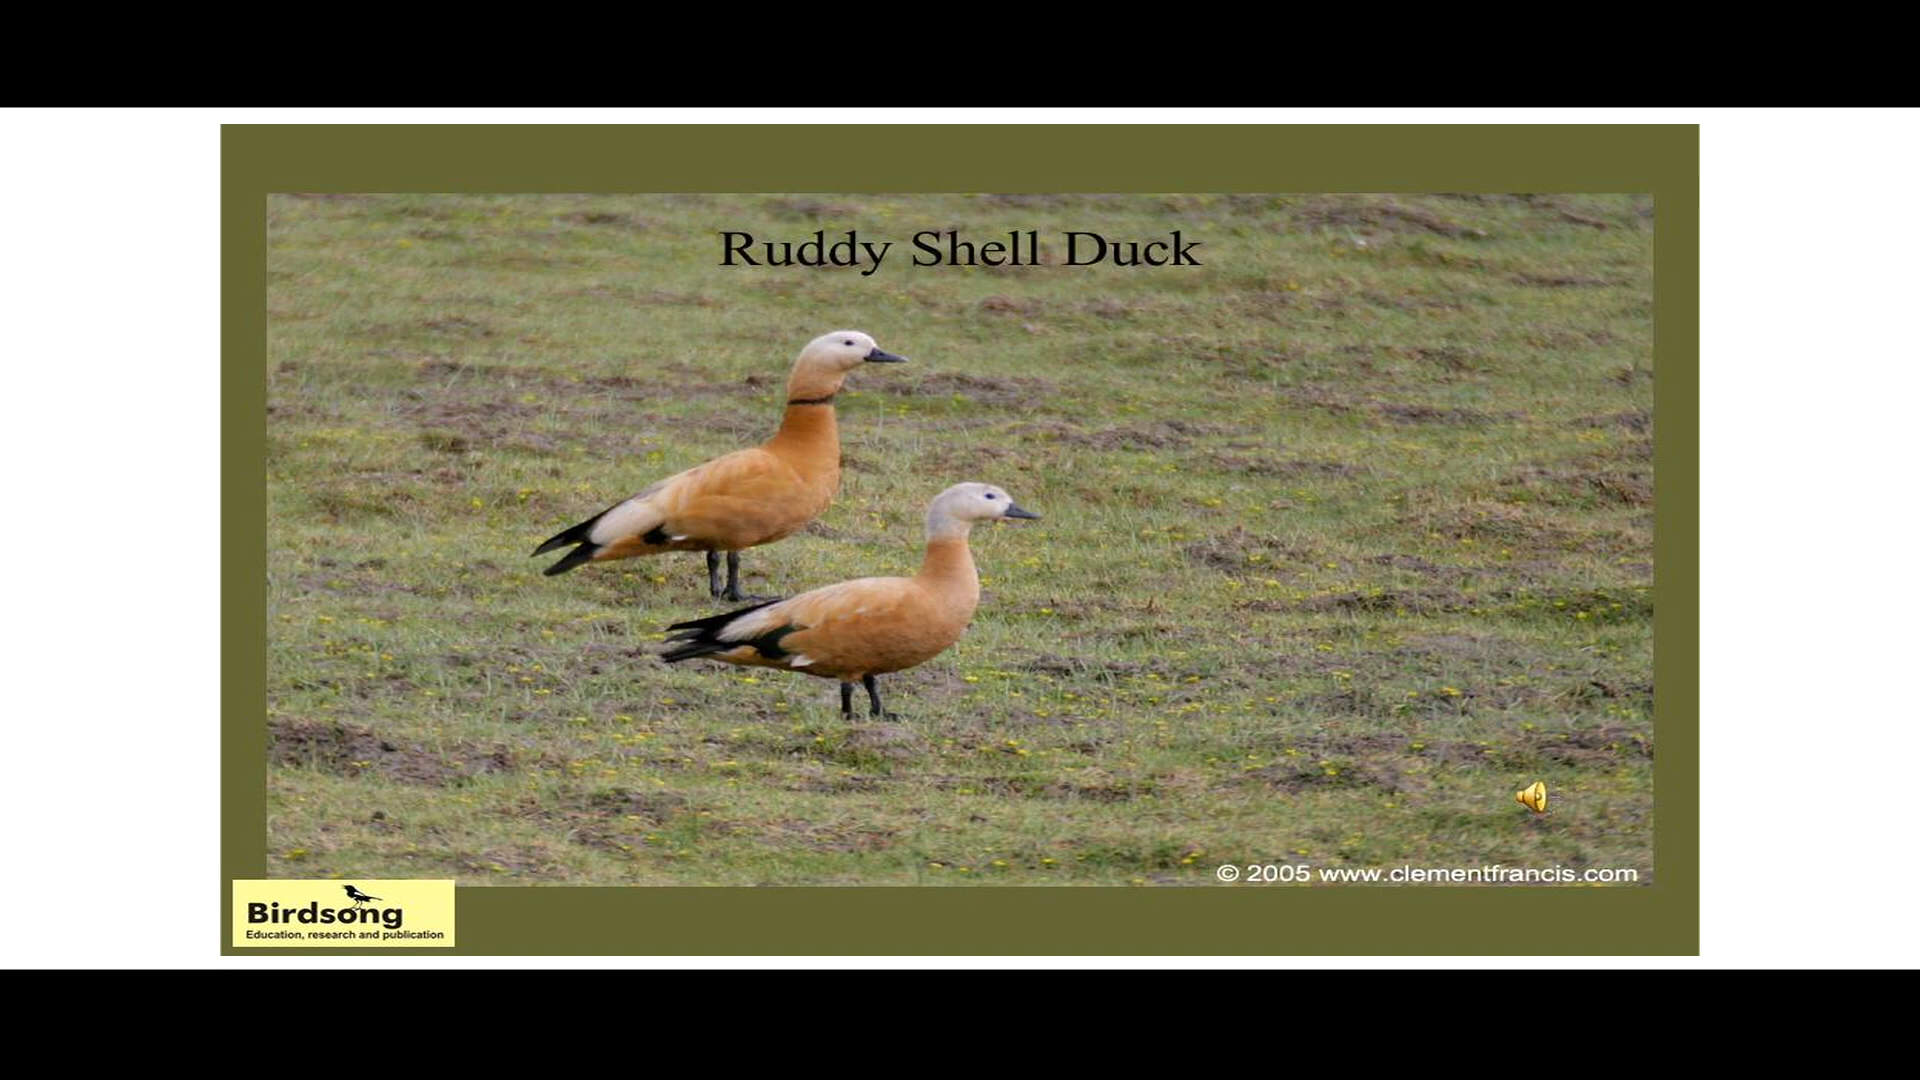 Ruddy Shell Duck
© 2005 www.clementfrancis.com
Birdsong
Education, research and publication